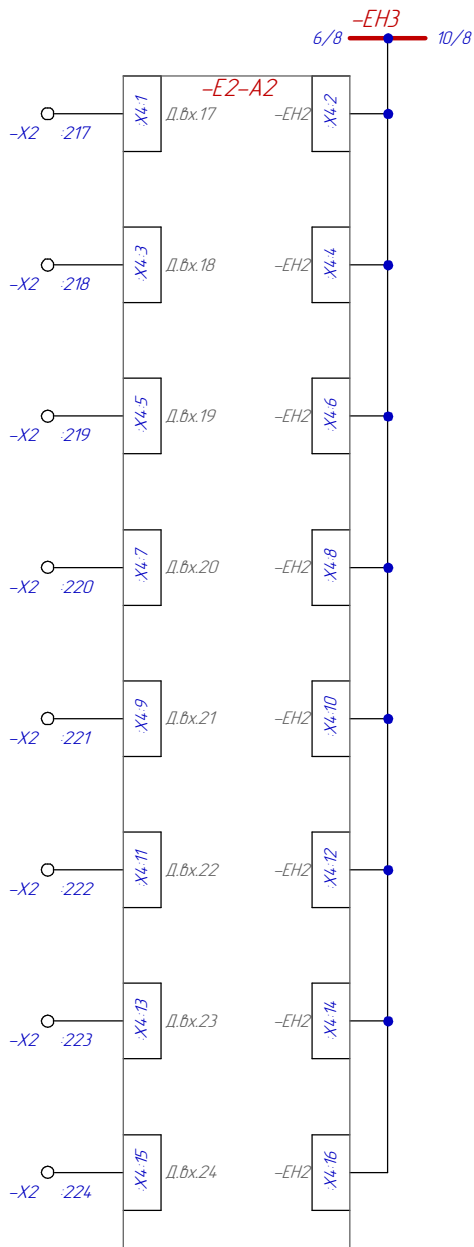 -EH3
6/8 10/8
-E2-A2
:X4:1 Д.вх.17 -EH2 :X4:2
-X2 :217
:X4:3 Д.вх.18 -EH2 :X4:4
-X2 :218
:X4:5 Д.вх.19 -EH2 :X4:6
-X2 :219
:X4:7 Д.вх.20 -EH2 :X4:8
-X2 :220
:X4:9 Д.вх.21 -EH2 :X4:10
-X2 :221
:X4:11 Д.вх.22 -EH2 :X4:12
-X2 :222
:X4:13 Д.вх.23 -EH2 :X4:14
-X2 :223
:X4:15 Д.вх.24 -EH2 :X4:16
-X2 :224